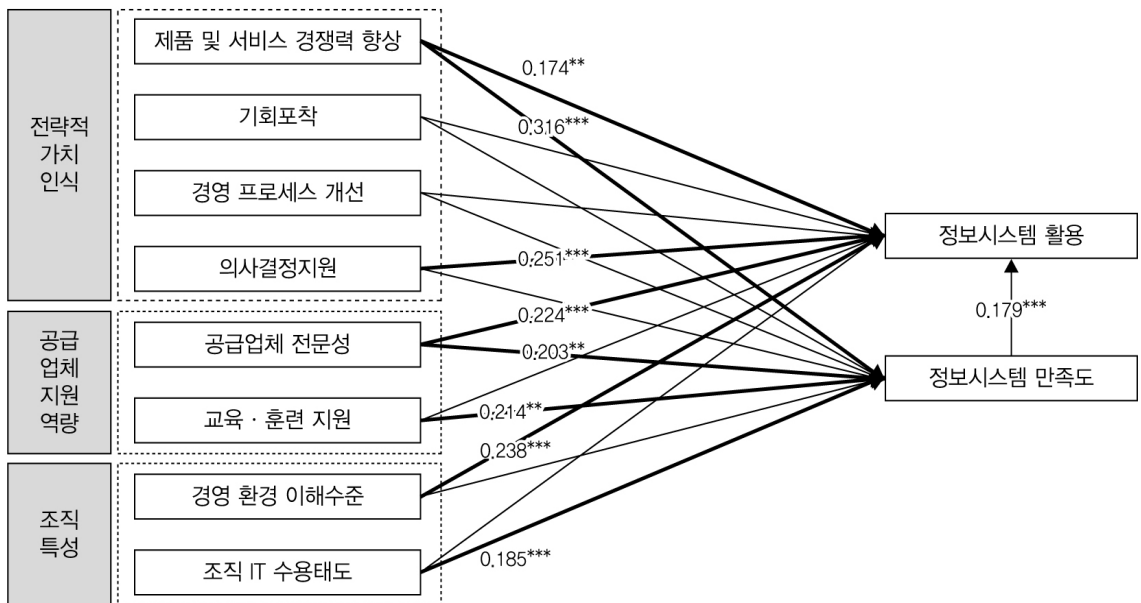 전략적
가치
인식
제품 및 서비스 경쟁력 향상
기회포착
경영 프로세스 개선
의사결정지원
공급
업체
지원
역량
공급업체 전문성
교육 · 훈련 지원
조직
특성
경영 환경 이해수준
조직 IT 수용태도
0.174**
0.316***
0.251***
0.224***
0.203**
0.214**
0.238***
0.185***
정보시스템 활용
0.179***
정보시스템 만족도